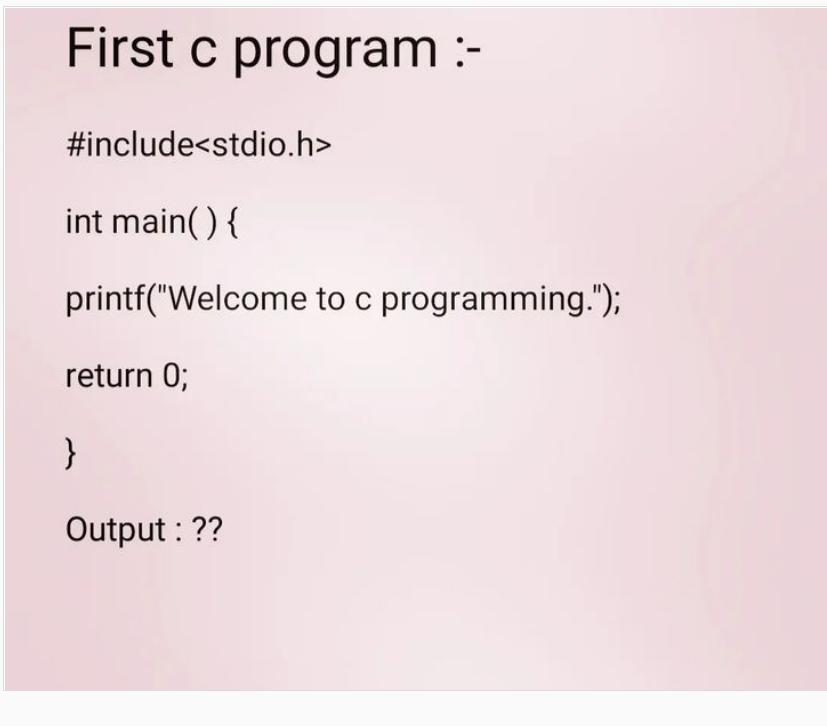 First c program :-
#include<stdio.h>
int main( ) {
printf("Welcome to c programming.");
return 0;
}
Output : ??